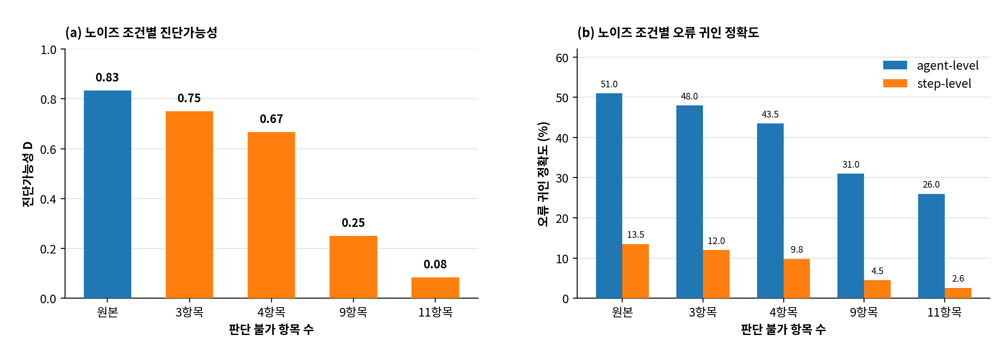 (a) 노이즈 조건별 진단가능성
진단가능성 D
1.0
0.8
0.6
0.4
0.2
0.0
0.83
0.75
0.67
0.25
0.08
원본
3항목
4항목
9항목
11항목
판단 불가 항목 수
(b) 노이즈 조건별 오류 귀인 정확도
오류 귀인 정확도 (%)
60
50
40
30
20
10
0
agent-level
step-level
51.0
13.5
48.0
12.0
43.5
9.8
31.0
4.5
26.0
2.6
원본
3항목
4항목
9항목
11항목
판단 불가 항목 수